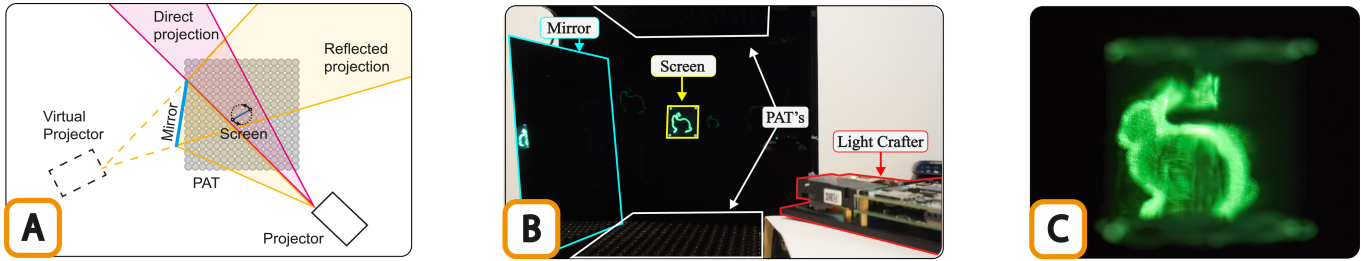 Direct
projection
Reflected
projection
Virtual
Projector
Mirror
Screen
PAT
Projector
A
Mirror
Screen
PAT's
Light Crafter
B
C